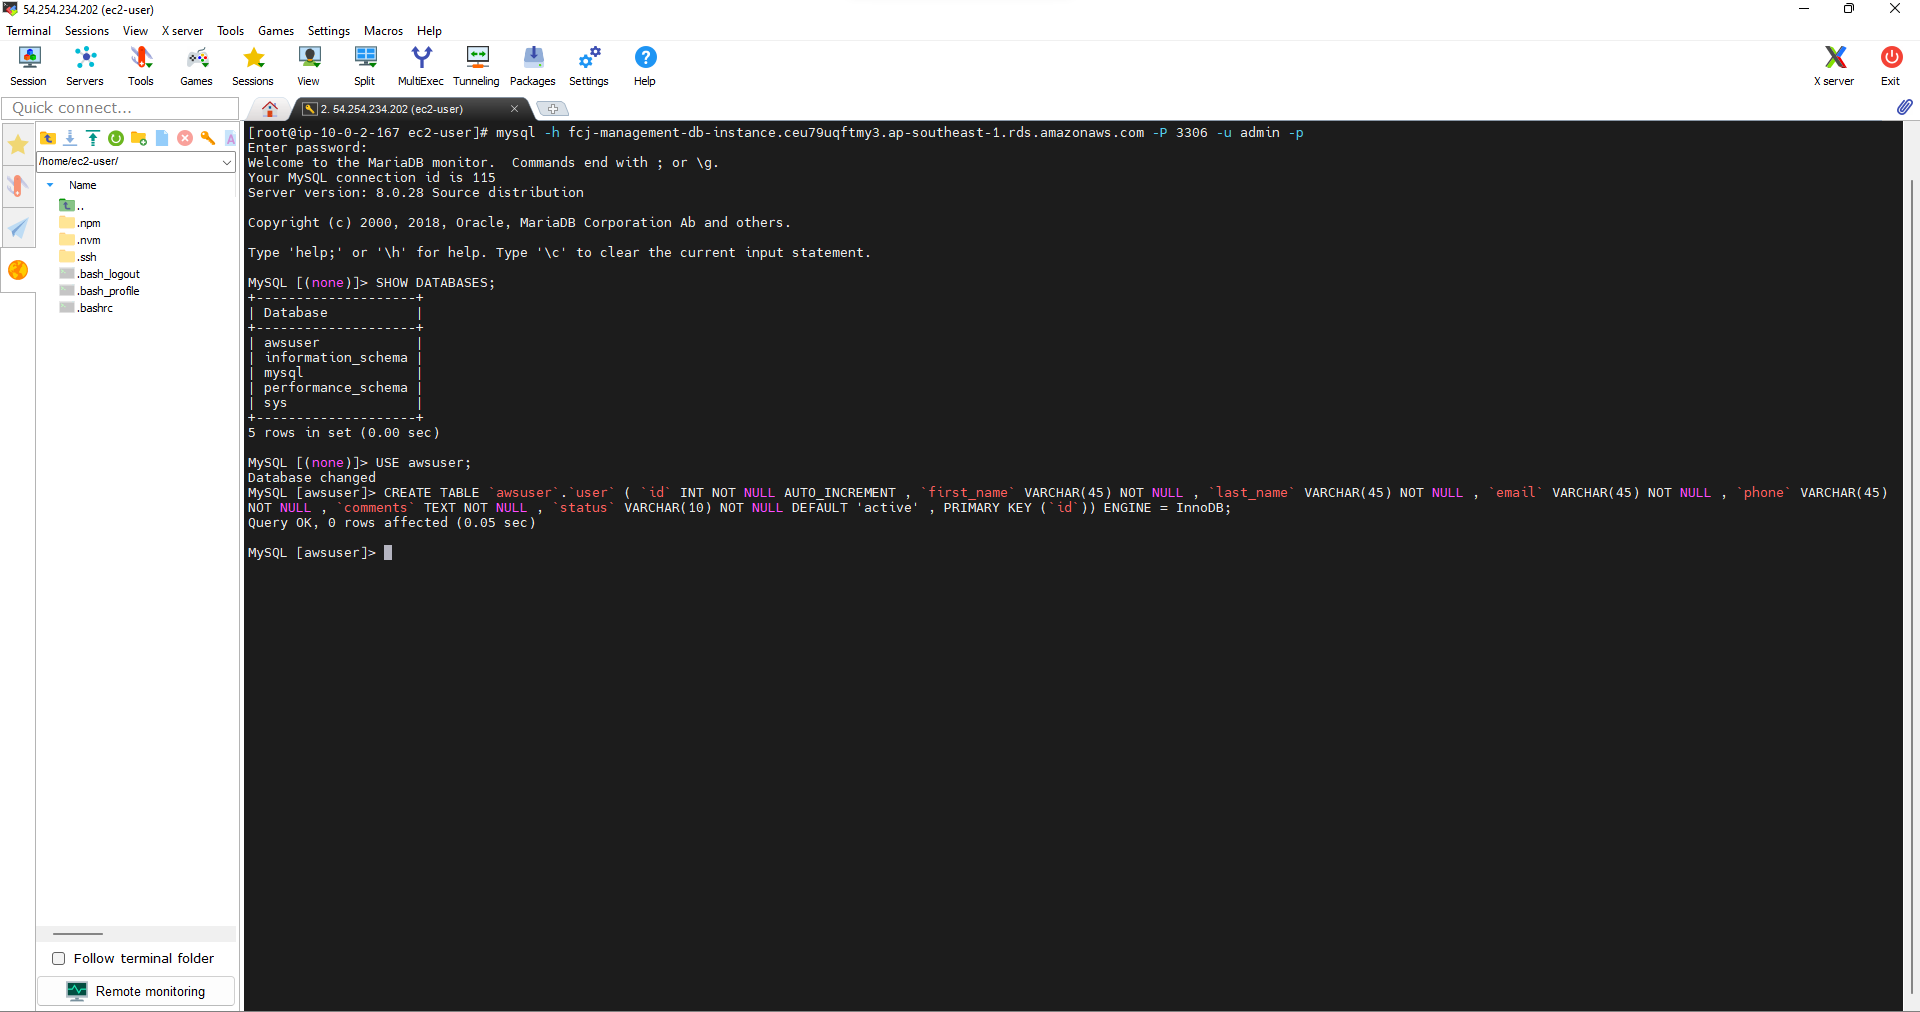 54.254.234.202 (ec2-user)
Terminal Sessions View X server Tools Games Settings Macros Help
Session Servers Tools Games Sessions View Split MultiExec Tunneling Packages Settings Help X server Exit
Quick connect...
2. 54.254.234.202 (ec2-user)
/home/ec2-user/
Name
..
.npm
.nvm
.ssh
.bash_logout
.bash_profile
.bashrc
Follow terminal folder
Remote monitoring
[root@ip-10-0-2-167 ec2-user]# mysql -h fcj-management-db-instance.ceu79uqftmy3.ap-southeast-1.rds.amazonaws.com -P 3306 -u admin -p
Enter password:
Welcome to the MariaDB monitor.  Commands end with ; or \g.
Your MySQL connection id is 115
Server version: 8.0.28 Source distribution
Copyright (c) 2000, 2018, Oracle, MariaDB Corporation Ab and others.
Type 'help;' or '\h' for help. Type '\c' to clear the current input statement.
MySQL [(none)]> SHOW DATABASES;
+--------------------+
| Database           |
+--------------------+
| awsuser            |
| information_schema |
| mysql              |
| performance_schema |
| sys                |
+--------------------+
5 rows in set (0.00 sec)
MySQL [(none)]> USE awsuser;
Database changed
MySQL [awsuser]> CREATE TABLE `awsuser`.`user` ( `id` INT NOT NULL AUTO_INCREMENT , `first_name` VARCHAR(45) NOT NULL , `last_name` VARCHAR(45) NOT NULL , `email` VARCHAR(45) NOT NULL , `phone` VARCHAR(45)
NOT NULL , `comments` TEXT NOT NULL , `status` VARCHAR(10) NOT NULL DEFAULT 'active' , PRIMARY KEY (`id`)) ENGINE = InnoDB;
Query OK, 0 rows affected (0.05 sec)
MySQL [awsuser]>